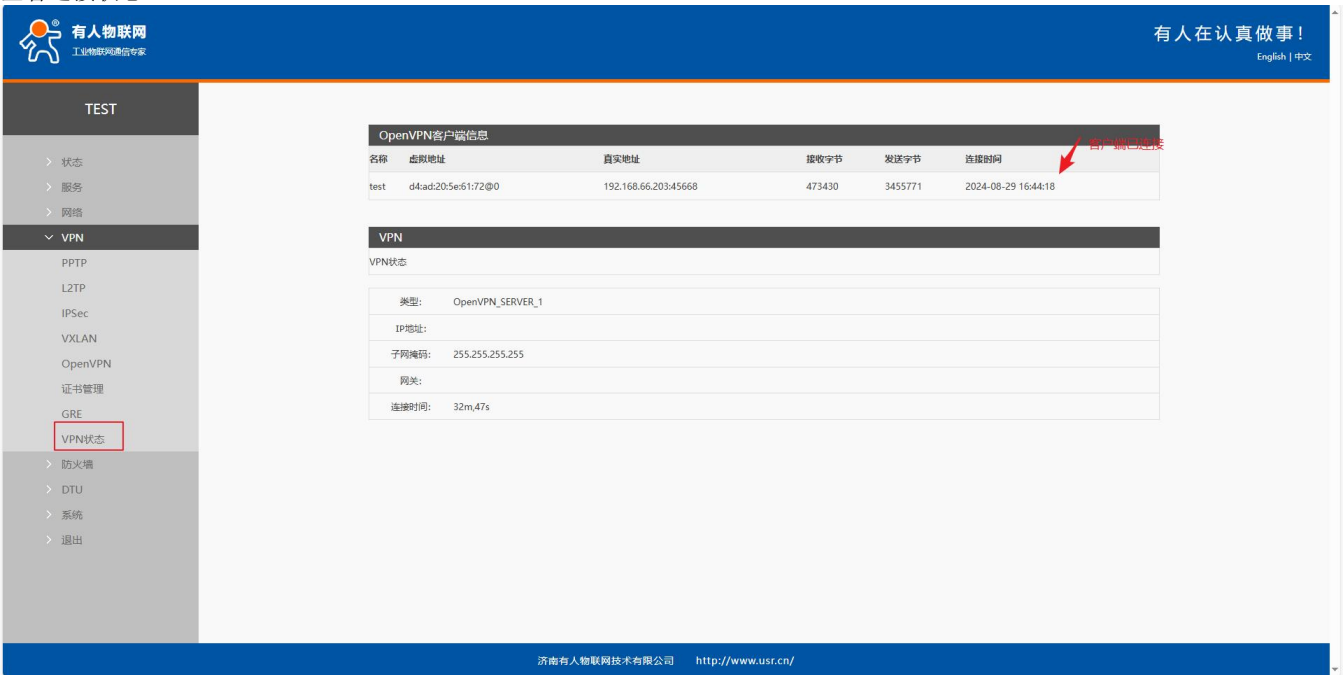 有人物联网
工业物联网通信专家
有人在认真做事！
English | 中文
TEST
状态
服务
网络
VPN
PPTP
L2TP
IPSec
VXLAN
OpenVPN
证书管理
GRE
VPN状态
防火墙
DTU
系统
退出
OpenVPN客户端信息
客户端已连接
名称 虚拟地址 真实地址 接收字节 发送字节 连接时间
test d4:ad:20:5e:61:72@0 192.168.66.203:45668 473430 3455771 2024-08-29 16:44:18
VPN
VPN状态
类型: OpenVPN_SERVER_1
IP地址:
子网掩码: 255.255.255.255
网关:
连接时间: 32m,47s
济南有人物联网技术有限公司 http://www.usr.cn/